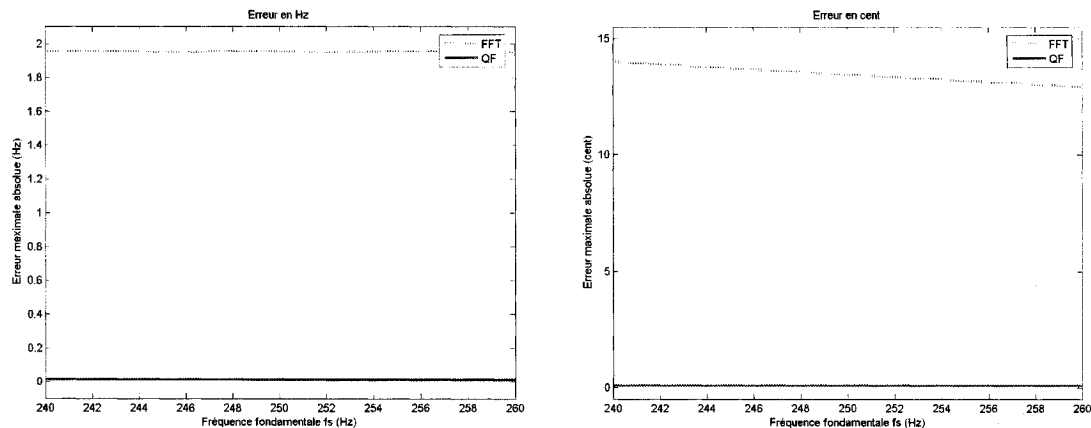 Erreur en Hz
2
1.8
1.6
1.4
1.2
1
0.8
0.6
0.4
0.2
0
Erreur maximale absolue (Hz)
FFT
QF
240 242 244 246 248 250 252 254 256 258 260
Fréquence fondamentale fs (Hz)
Erreur en cent
15
10
5
0
Erreur maximale absolue (cent)
FFT
QF
240 242 244 246 248 250 252 254 256 258 260
Fréquence fondamentale fs (Hz)